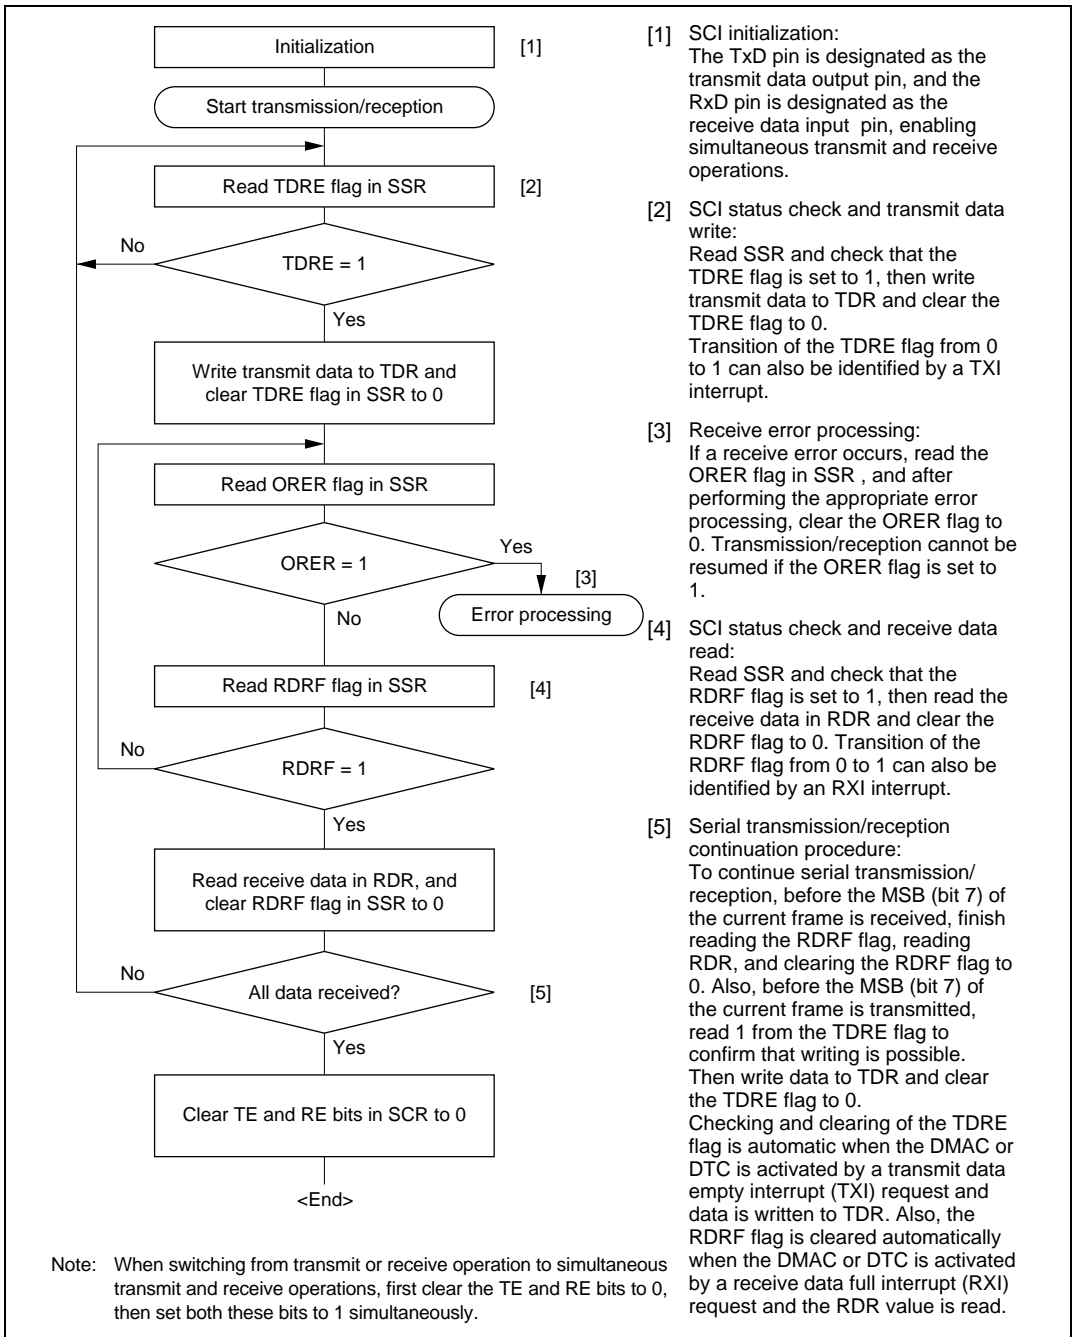 Initialization [1]
Start transmission/reception
Read TDRE flag in SSR [2]
No
TDRE = 1
Yes
Write transmit data to TDR and
clear TDRE flag in SSR to 0
Read ORER flag in SSR
ORER = 1
Yes
[3]
Error processing
No
Read RDRF flag in SSR [4]
No
RDRF = 1
Yes
Read receive data in RDR, and
clear RDRF flag in SSR to 0
No
All data received? [5]
Yes
Clear TE and RE bits in SCR to 0
<End>
[1] SCI initialization:
The TxD pin is designated as the
transmit data output pin, and the
RxD pin is designated as the
receive data input pin, enabling
simultaneous transmit and receive
operations.
[2] SCI status check and transmit data
write:
Read SSR and check that the
TDRE flag is set to 1, then write
transmit data to TDR and clear the
TDRE flag to 0.
Transition of the TDRE flag from 0
to 1 can also be identified by a TXI
interrupt.
[3] Receive error processing:
If a receive error occurs, read the
ORER flag in SSR , and after
performing the appropriate error
processing, clear the ORER flag to
0. Transmission/reception cannot be
resumed if the ORER flag is set to
1.
[4] SCI status check and receive data
read:
Read SSR and check that the
RDRF flag is set to 1, then read the
receive data in RDR and clear the
RDRF flag to 0. Transition of the
RDRF flag from 0 to 1 can also be
identified by an RXI interrupt.
[5] Serial transmission/reception
continuation procedure:
To continue serial transmission/
reception, before the MSB (bit 7) of
the current frame is received, finish
reading the RDRF flag, reading
RDR, and clearing the RDRF flag to
0. Also, before the MSB (bit 7) of
the current frame is transmitted,
read 1 from the TDRE flag to
confirm that writing is possible.
Then write data to TDR and clear
the TDRE flag to 0.
Checking and clearing of the TDRE
flag is automatic when the DMAC or
DTC is activated by a transmit data
empty interrupt (TXI) request and
data is written to TDR. Also, the
RDRF flag is cleared automatically
when the DMAC or DTC is activated
by a receive data full interrupt (RXI)
request and the RDR value is read.
Note: When switching from transmit or receive operation to simultaneous
transmit and receive operations, first clear the TE and RE bits to 0,
then set both these bits to 1 simultaneously.